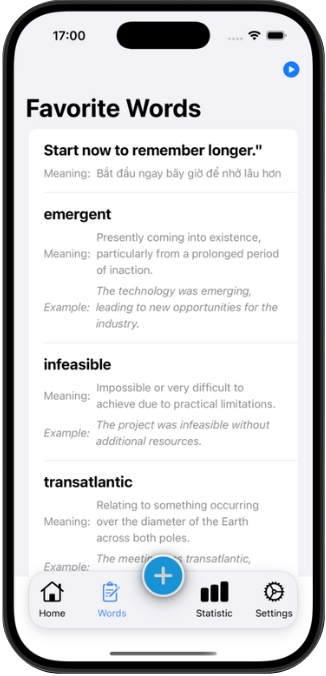 17:00
Favorite Words
Start now to remember longer."
Meaning: Bắt đầu ngay bây giờ để nhớ lâu hơn
emergent
Presently coming into existence,
Meaning: particularly from a prolonged period
of inaction.
The technology was emerging,
Example: leading to new opportunities for the
industry.
infeasible
Impossible or very difficult to
Meaning: achieve due to practical limitations.
Example: The project was infeasible without
additional resources.
transatlantic
Relating to something occurring
Meaning: over the diameter of the Earth
across both poles.
Example: The transatlantic,
Home Words Statistic Settings